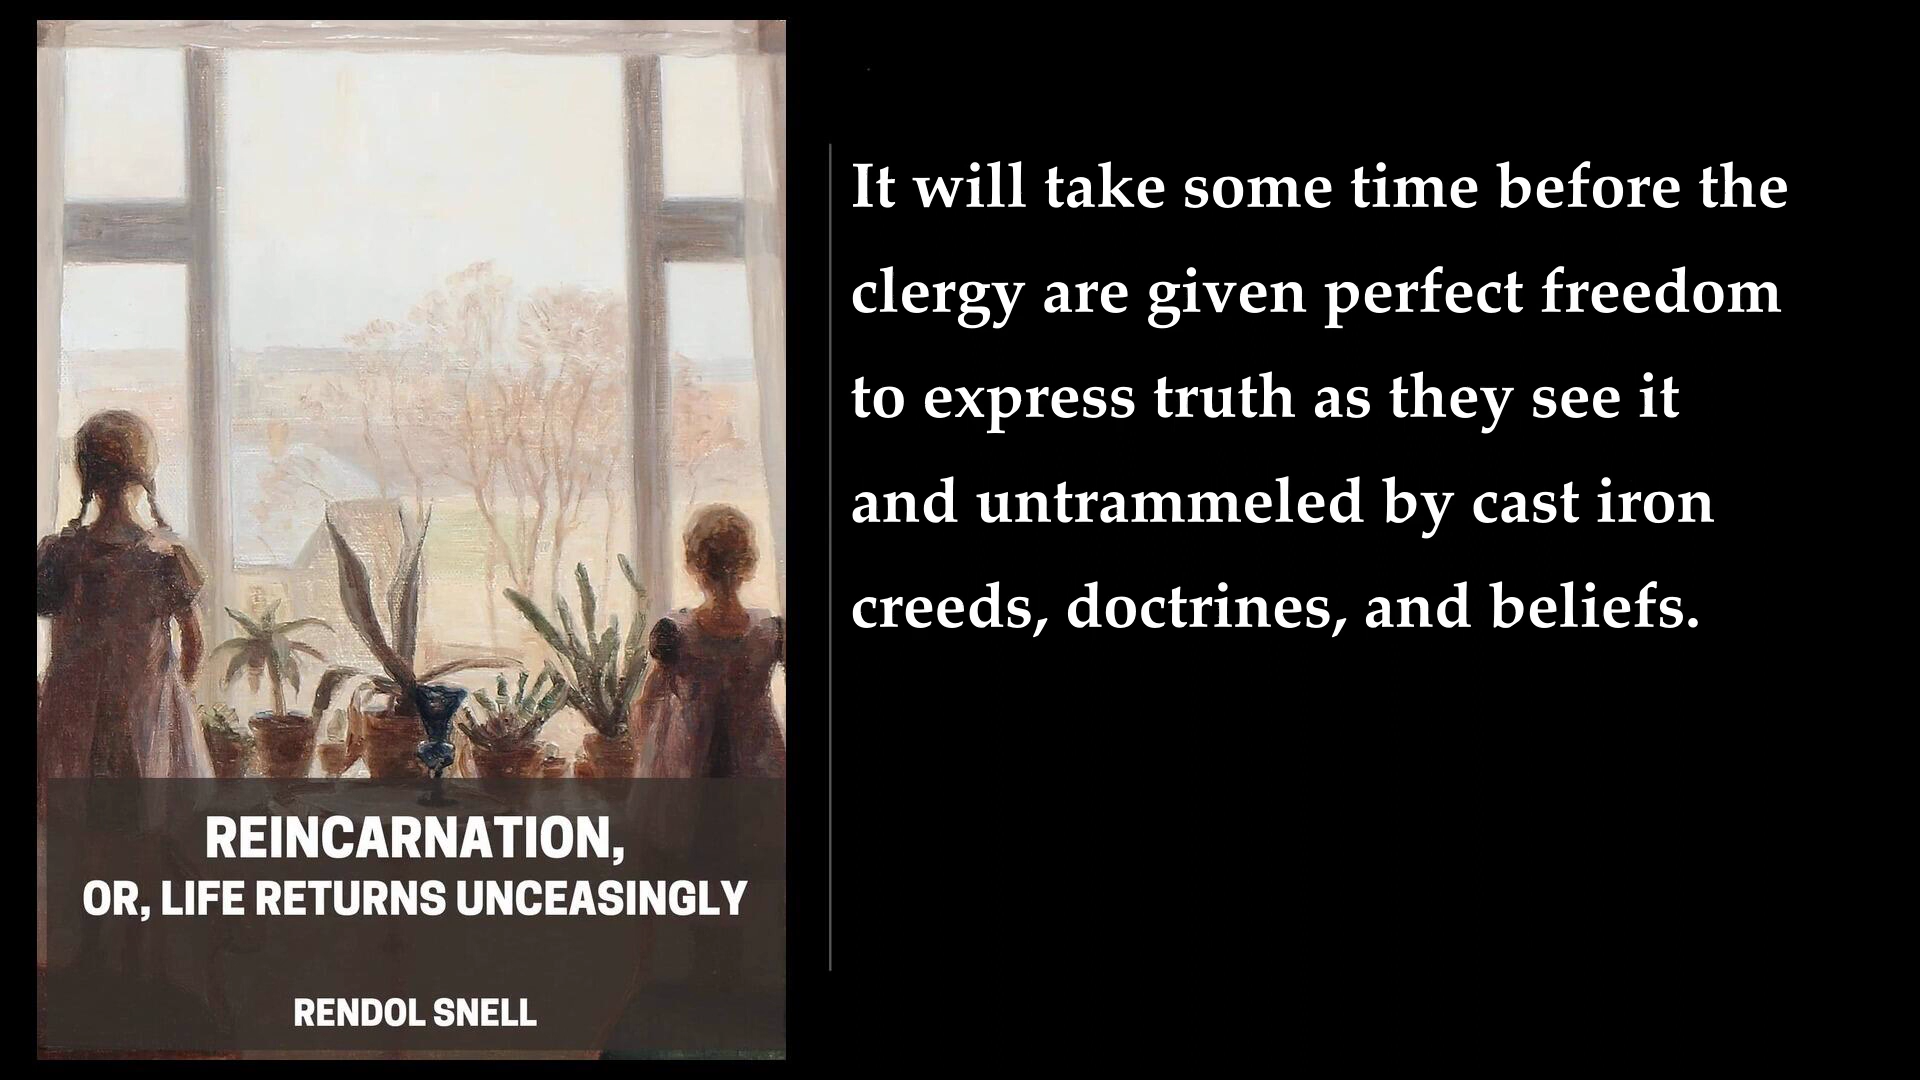 REINCARNATION,
OR, LIFE RETURNS UNCEASINGLY
RENDOL SNELL
It will take some time before the
clergy are given perfect freedom
to express truth as they see it
and untrammeled by cast iron
creeds, doctrines, and beliefs.